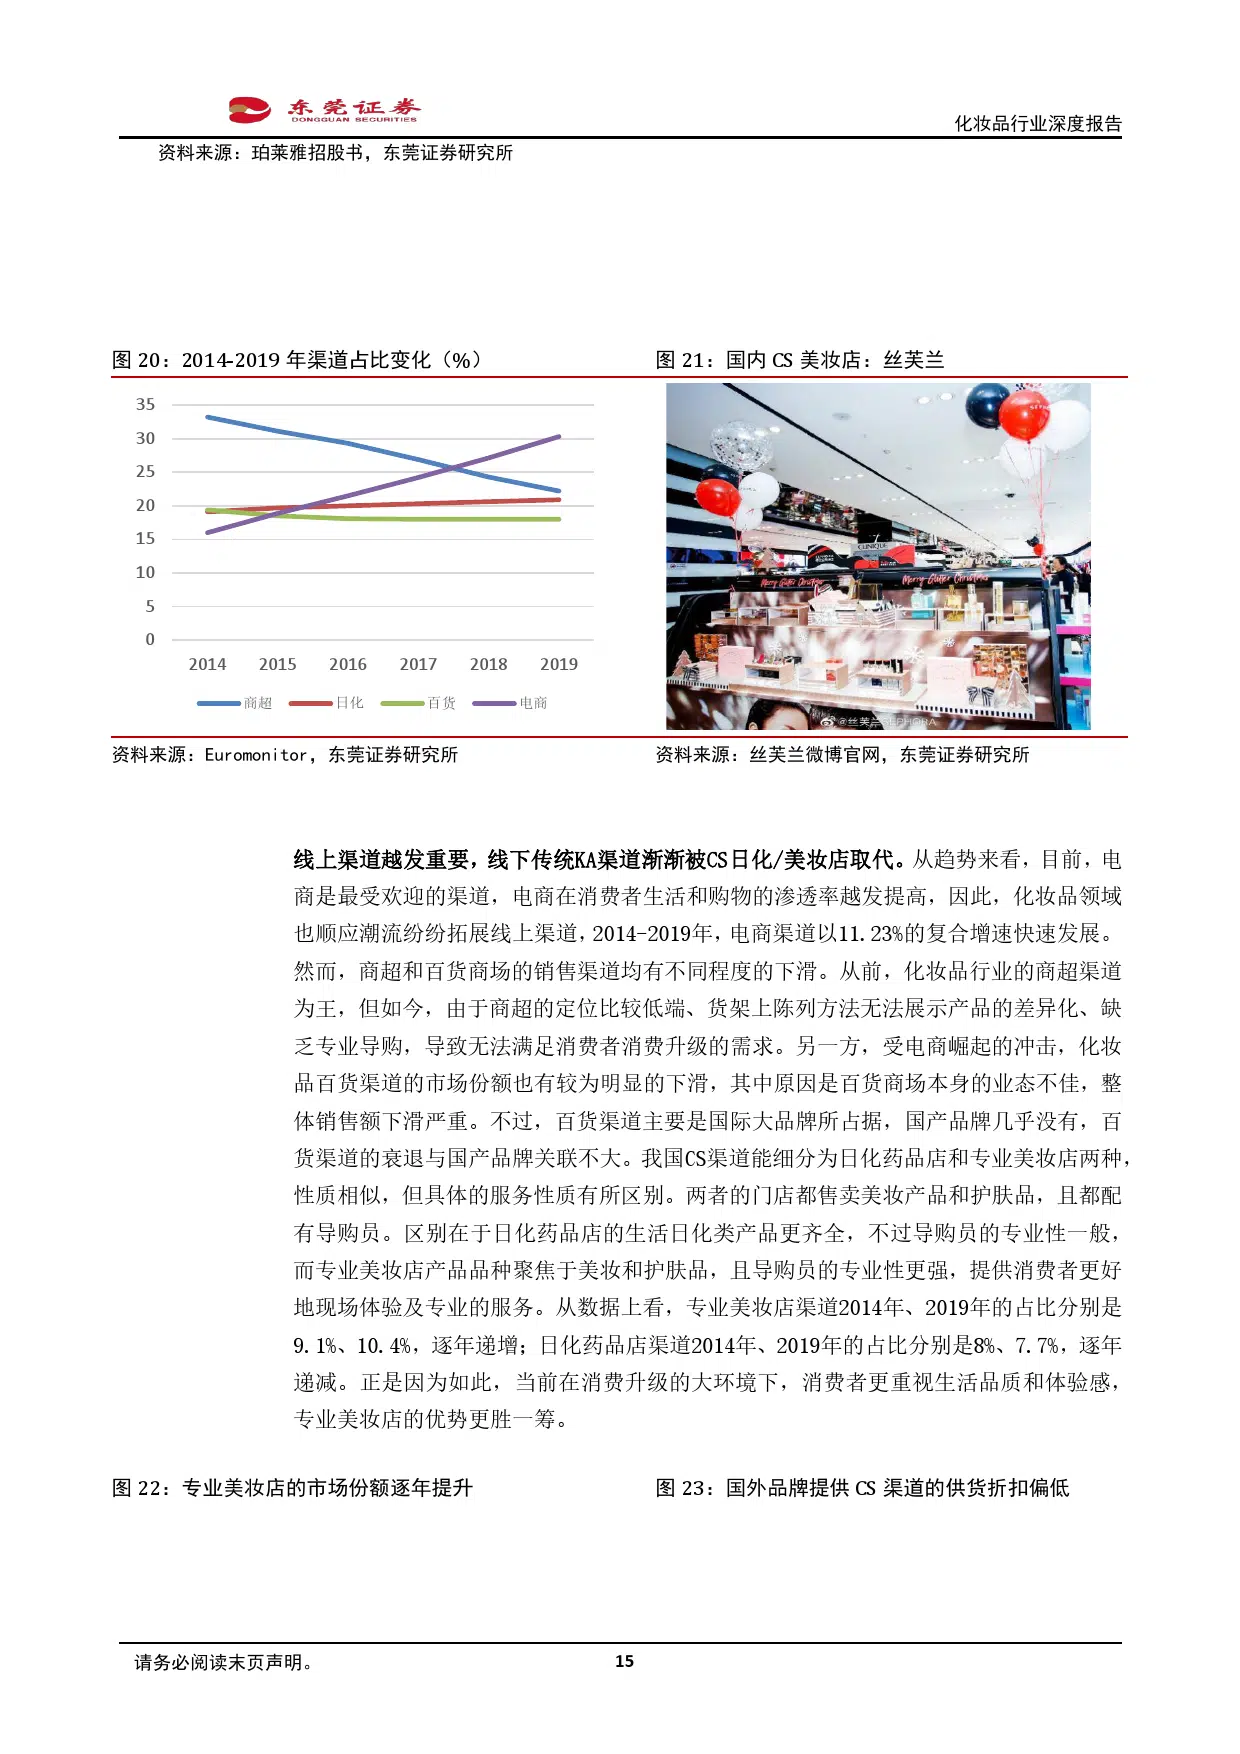 东莞证券
DONGGUAN SECURITIES
化妆品行业深度报告
资料来源：珀莱雅招股书，东莞证券研究所
图 20：2014-2019 年渠道占比变化（%）
图 21：国内 CS 美妆店：丝芙兰
35
30
25
20
15
10
5
0
2014 2015 2016 2017 2018 2019
商超 日化 百货 电商
CLINIQUE
Merry Glitter Christmas
Merry Glitter Christmas
@丝芙兰SEPHORA
资料来源：Euromonitor，东莞证券研究所
资料来源：丝芙兰微博官网，东莞证券研究所
线上渠道越发重要，线下传统KA渠道渐渐被CS日化/美妆店取代。从趋势来看，目前，电
商是最受欢迎的渠道，电商在消费者生活和购物的渗透率越发提高，因此，化妆品领域
也顺应潮流纷纷拓展线上渠道，2014-2019年，电商渠道以11.23%的复合增速快速发展。
然而，商超和百货商场的销售渠道均有不同程度的下滑。从前，化妆品行业的商超渠道
为王，但如今，由于商超的定位比较低端、货架上陈列方法无法展示产品的差异化、缺
乏专业导购，导致无法满足消费者消费升级的需求。另一方，受电商崛起的冲击，化妆
品百货渠道的市场份额也有较为明显的下滑，其中原因是百货商场本身的业态不佳，整
体销售额下滑严重。不过，百货渠道主要是国际大品牌所占据，国产品牌几乎没有，百
货渠道的衰退与国产品牌关联不大。我国CS渠道能细分为日化药品店和专业美妆店两种，
性质相似，但具体的服务性质有所区别。两者的门店都售卖美妆产品和护肤品，且都配
有导购员。区别在于日化药品店的生活日化类产品更齐全，不过导购员的专业性一般，
而专业美妆店产品品种聚焦于美妆和护肤品，且导购员的专业性更强，提供消费者更好
地现场体验及专业的服务。从数据上看，专业美妆店渠道2014年、2019年的占比分别是
9.1%、10.4%，逐年递增；日化药品店渠道2014年、2019年的占比分别是8%、7.7%，逐年
递减。正是因为如此，当前在消费升级的大环境下，消费者更重视生活品质和体验感，
专业美妆店的优势更胜一筹。
图 22：专业美妆店的市场份额逐年提升
图 23：国外品牌提供 CS 渠道的供货折扣偏低
请务必阅读末页声明。
15